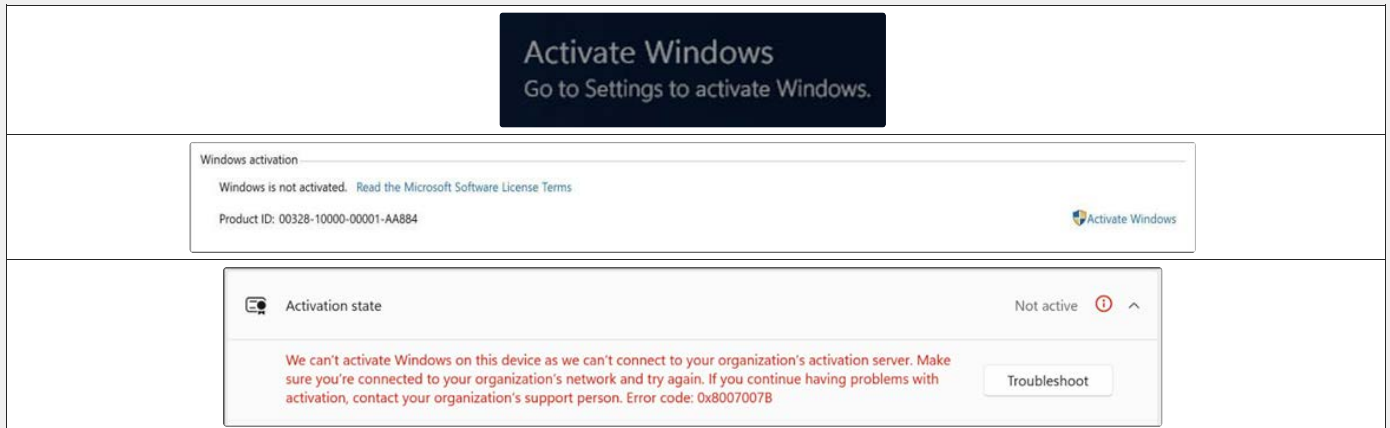 Activate Windows
Go to Settings to activate Windows.
Windows activation
Windows is not activated. Read the Microsoft Software License Terms
Product ID: 00328-10000-00001-AA884
Activate Windows
Activation state
Not active
We can't activate Windows on this device as we can't connect to your organization's activation server. Make
sure you're connected to your organization's network and try again. If you continue having problems with
activation, contact your organization's support person. Error code: 0x8007007B
Troubleshoot